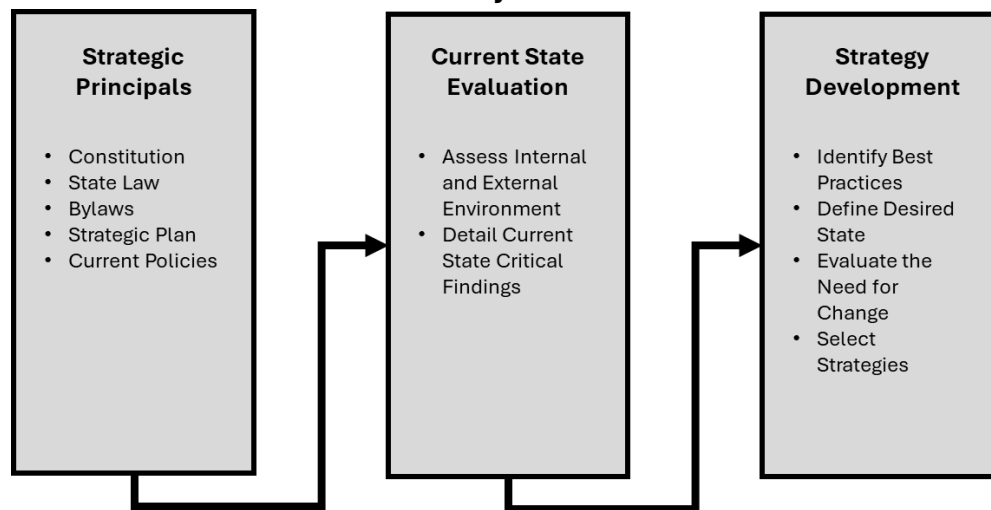 Strategic
Principals
• Constitution
• State Law
• Bylaws
• Strategic Plan
• Current Policies
Current State
Evaluation
• Assess Internal
and External
Environment
• Detail Current
State Critical
Findings
Strategy
Development
• Identify Best
Practices
• Define Desired
State
• Evaluate the
Need for
Change
• Select
Strategies